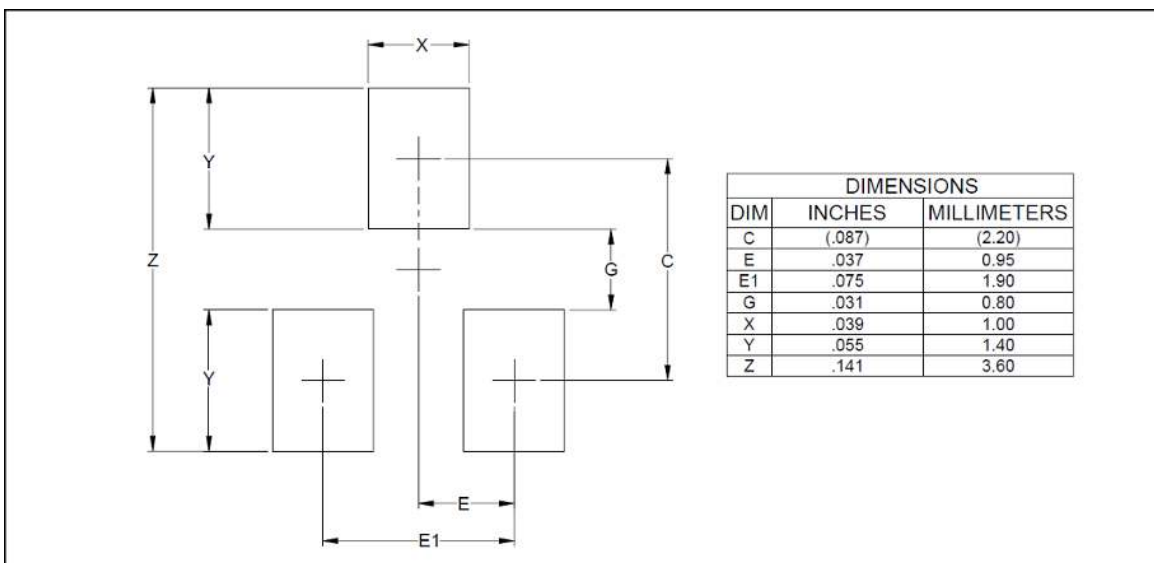 X
Y
Z
G
C
Y
E
E1
DIMENSIONS
DIM INCHES MILLIMETERS
C (.087) (2.20)
E .037 0.95
E1 .075 1.90
G .031 0.80
X .039 1.00
Y .055 1.40
Z .141 3.60